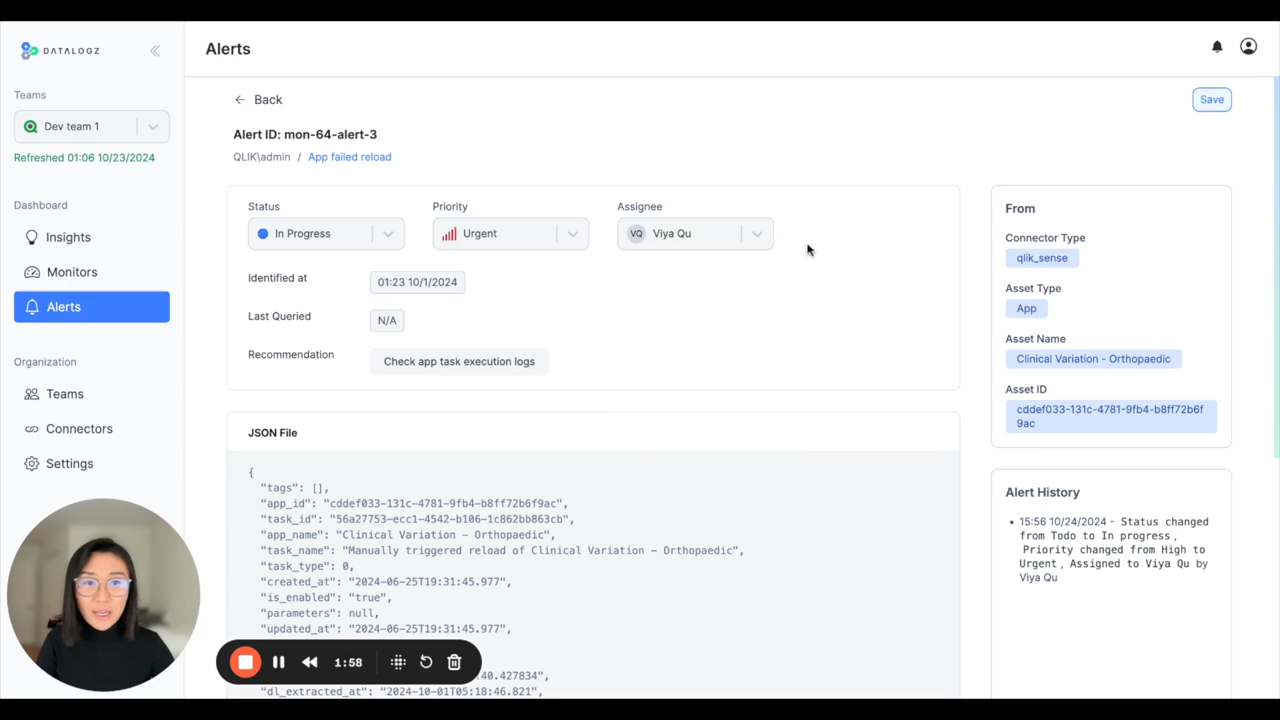 DATALOGZ
Alerts
Teams
Dev team 1
Refreshed 01:06 10/23/2024
Dashboard
Insights
Monitors
Alerts
Organization
Teams
Connectors
Settings
← Back
Save
Alert ID: mon-64-alert-3
QLIK\admin / App failed reload
Status
Priority
Assignee
In Progress
Urgent
VQ Viya Qu
Identified at
01:23 10/1/2024
Last Queried
N/A
Recommendation
Check app task execution logs
JSON File
{
"tags": [],
"app_id": "cddef033-131c-4781-9fb4-b8ff72b6f9ac",
"task_id": "56a27753-ecc1-4542-b106-1c862bb863cb",
"app_name": "Clinical Variation - Orthopaedic",
"task_name": "Manually triggered reload of Clinical Variation - Orthopaedic",
"task_type": 0,
"created_at": "2024-06-25T19:31:45.977",
"is_enabled": "true",
"parameters": null,
"updated_at": "2024-06-25T19:31:45.977",
:40.427834",
"dl_extracted_at": "2024-10-01T05:18:46.821",
1:58
From
Connector Type
qlik_sense
Asset Type
App
Asset Name
Clinical Variation - Orthopaedic
Asset ID
cddef033-131c-4781-9fb4-b8ff72b6f
9ac
Alert History
• 15:56 10/24/2024 - Status changed
from Todo to In progress ,
Priority changed from High to
Urgent , Assigned to Viya Qu by
Viya Qu